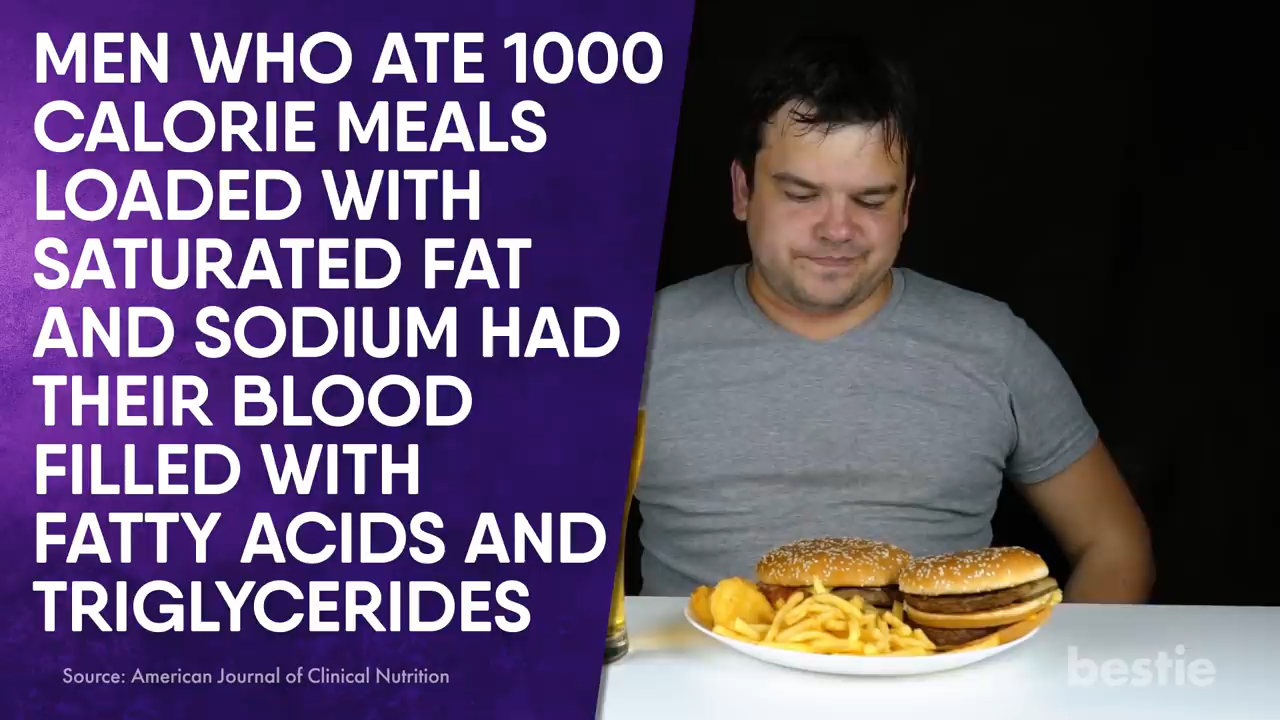 MEN WHO ATE 1000
CALORIE MEALS
LOADED WITH
SATURATED FAT
AND SODIUM HAD
THEIR BLOOD
FILLED WITH
FATTY ACIDS AND
TRIGLYCERIDES
Source: American Journal of Clinical Nutrition
bestie